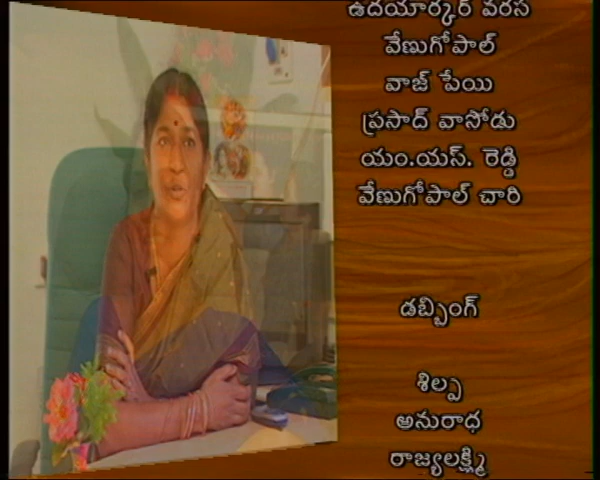 ఉదయార్కర్ వరస
వేణుగోపాల్
వాజ్ పేయి
ప్రసాద్ వాసోడు
యం.యస్. రెడ్డి
వేణుగోపాల్ చారి
డబ్బింగ్
శిల్ప
అనురాధ
రాజ్యలక్ష్మి